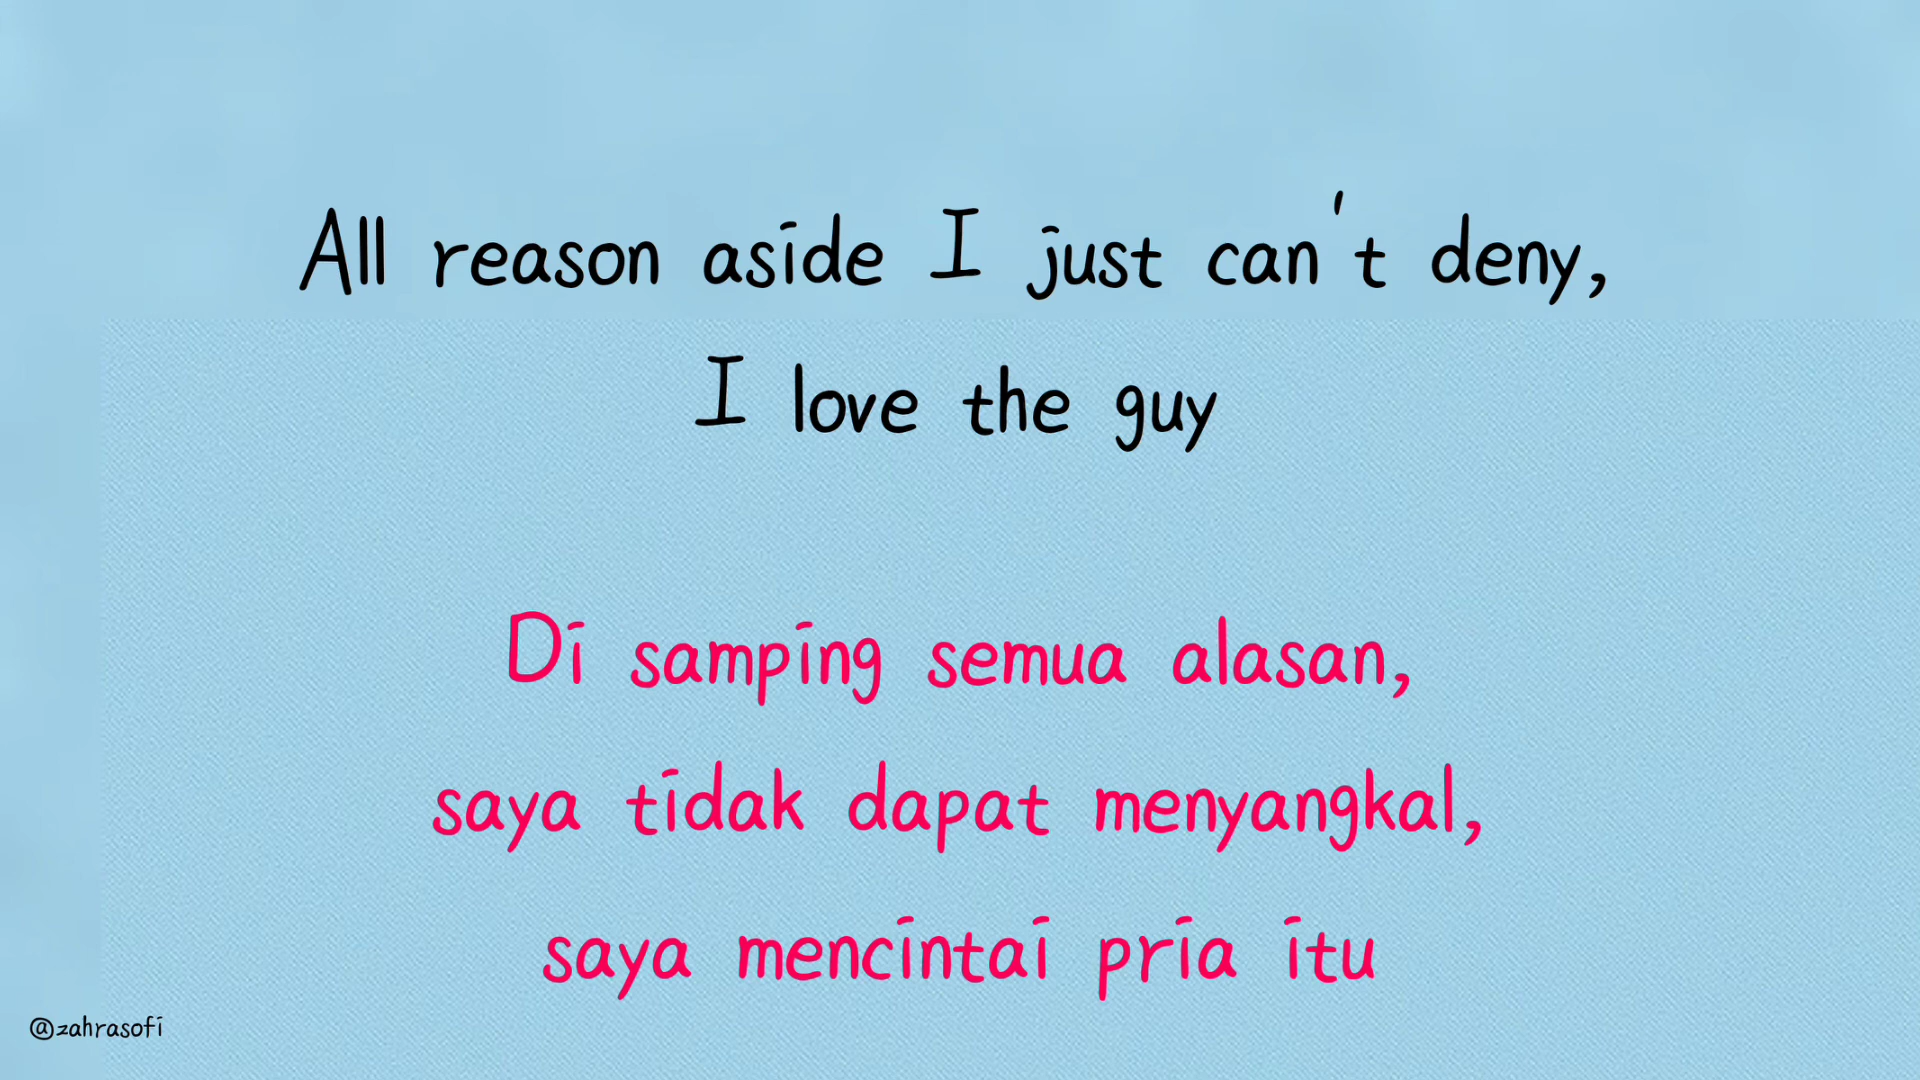 All reason aside I just can't deny,
I love the guy
Di samping semua alasan,
saya tidak dapat menyangkal,
saya mencintai pria itu
@zahrasofi